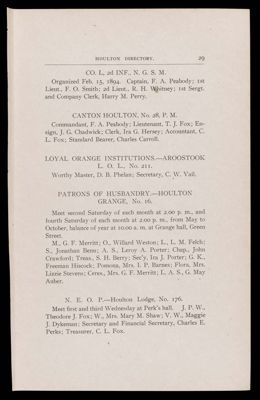 HOULTON DIRECTORY. 29
CO. L, 2d INF., N. G. S. M.
Organized Feb. 15, 1894. Captain, F. A. Peabody; 1st
Lieut., F. O. Smith; 2d Lieut., R. H. Whitney; 1st Sergt.
and Company Clerk, Harry M. Perry.
CANTON HOULTON, No. 28, P. M.
Commandant, F. A. Peabody; Lieutenant, T. J. Fox; En-
sign, J. G. Chadwick; Clerk, Ira G. Hersey; Accountant, C.
L. Fox; Standard Bearer, Charles Carroll.
LOYAL ORANGE INSTITUTIONS.—AROOSTOOK
L. O. L., No. 211.
Worthy Master, D. B. Phelan; Secretary, C. W. Vail.
PATRONS OF HUSBANDRY.—HOULTON
GRANGE, No. 16.
Meet second Saturday of each month at 2.00 p. m., and
fourth Saturday of each month at 2.00 p. m. from May to
October, balance of year at 10.00 a. m. at Grange hall, Green
Street.
M., G. F. Merritt; O., Willard Weston; L., L. M. Felch;
S., Jonathan Benn; A. S., Leroy A. Porter; Chap., John
Crawford; Treas., S. H. Berry; Sec'y, Ira J. Porter; G. K.,
Freeman Hiscock; Pomona, Mrs. I. P. Barnes; Flora, Mrs.
Lizzie Stevens; Ceres., Mrs. G. F. Merritt; L. A. S., G. May
Auber.
N. E. O. P.—Houlton Lodge, No. 176.
Meet first and third Wednesday at Perk's hall. J. P. W.,
Theodore J. Fox; W., Mrs. Mary M. Shaw; V. W., Maggie
J. Dykeman; Secretary and Financial Secretary, Charles E.
Perks; Treasurer, C. L. Fox.